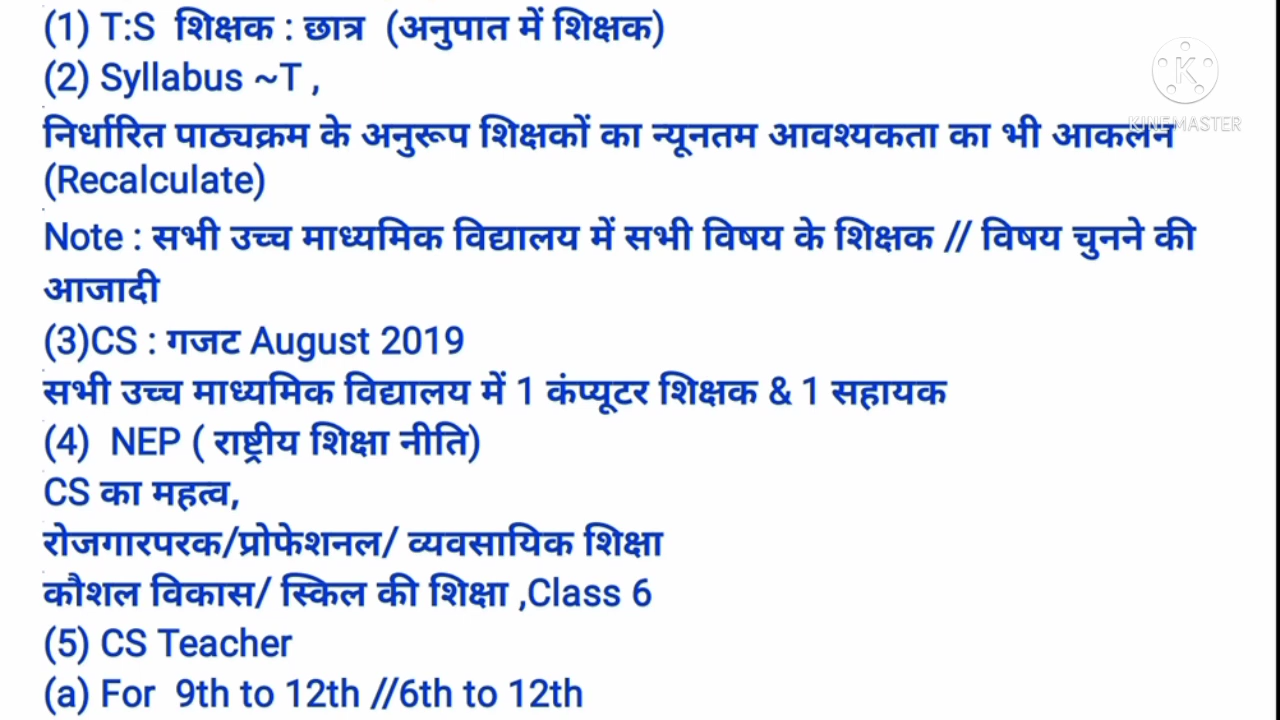 (1) T:S शिक्षक : छात्र (अनुपात में शिक्षक)
(2) Syllabus ~T ,
निर्धारित पाठ्यक्रम के अनुरूप शिक्षकों का न्यूनतम आवश्यकता का भी आकलन
(Recalculate)
Note : सभी उच्च माध्यमिक विद्यालय में सभी विषय के शिक्षक // विषय चुनने की
आजादी
(3)CS : गजट August 2019
सभी उच्च माध्यमिक विद्यालय में 1 कंप्यूटर शिक्षक & 1 सहायक
(4) NEP ( राष्ट्रीय शिक्षा नीति)
CS का महत्व,
रोजगारपरक/प्रोफेशनल/ व्यवसायिक शिक्षा
कौशल विकास/ स्किल की शिक्षा ,Class 6
(5) CS Teacher
(a) For 9th to 12th //6th to 12th
K
KINEMASTER